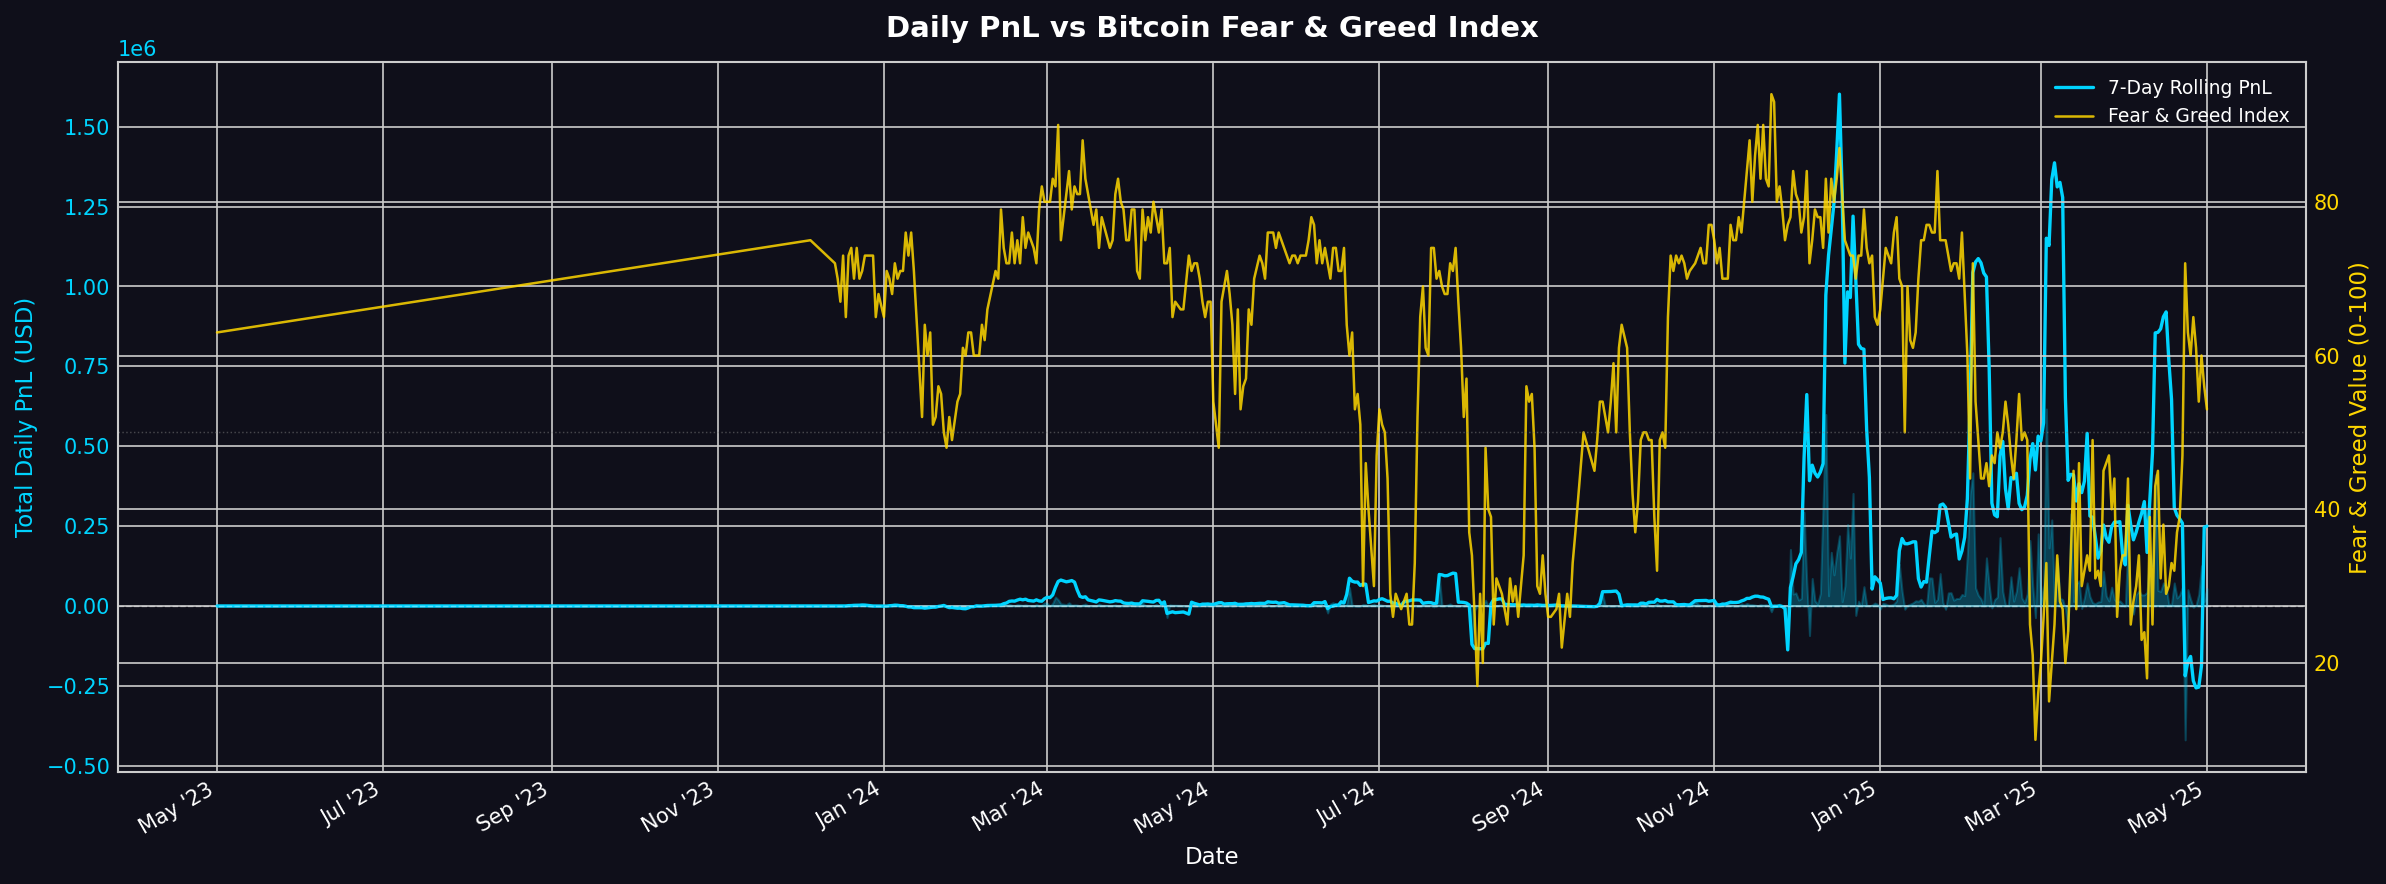 Daily PnL vs Bitcoin Fear & Greed Index
1e6
7-Day Rolling PnL
Fear & Greed Index
Total Daily PnL (USD)
1.50
1.25
1.00
0.75
0.50
0.25
0.00
−0.25
−0.50
80
60
40
20
Fear & Greed Value (0-100)
May '23
Jul '23
Sep '23
Nov '23
Jan '24
Mar '24
May '24
Jul '24
Sep '24
Nov '24
Jan '25
Mar '25
May '25
Date